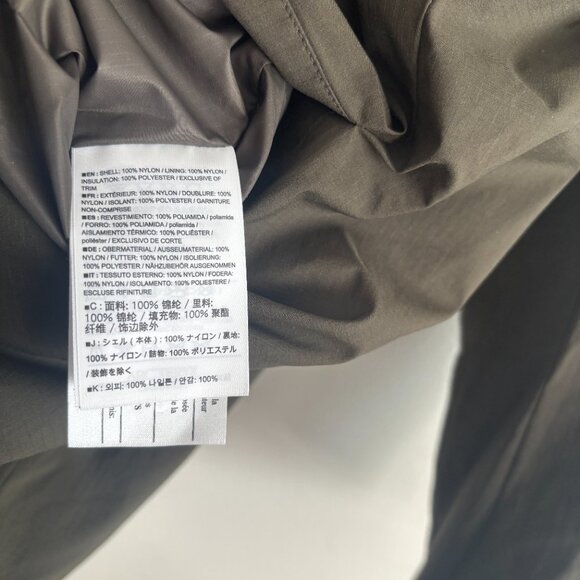 ■EN : SHELL: 100% NYLON / LINING: 100% NYLON /
INSULATION: 100% POLYESTER / EXCLUSIVE OF
TRIM
■FR : EXTÉRIEUR: 100% NYLON / DOUBLURE: 100%
NYLON / ISOLANT: 100% POLYESTER / GARNITURE
NON-COMPRISE
■ES : REVESTIMIENTO: 100% POLIAMIDA / poliamida
/ FORRO: 100% POLIAMIDA / poliamida /
AISLAMIENTO TÉRMICO: 100% POLIÉSTER /
poliéster / EXCLUSIVO DE CORTE
■DE : OBERMATERIAL / AUSSEMATERIAL: 100%
NYLON / FUTTER: 100% NYLON / ISOLIERUNG:
100% POLYESTER / NÄHZUBEHÖR AUSGENOMMEN
■IT : TESSUTO ESTERNO: 100% NYLON / FODERA:
100% NYLON / ISOLAMENTO: 100% POLIESTERE /
ESCLUSE RIFINITURE
■C : 面料: 100% 锦纶 / 里料:
100% 锦纶 / 填充物: 100% 聚酯
纤维 / 饰边除外
■J : シェル (本体) : 100% ナイロン / 裏地:
100% ナイロン / 詰物: 100% ポリエステル
/ 装飾を除く
■K : 외피: 100% 나일론 / 안감: 100%
la